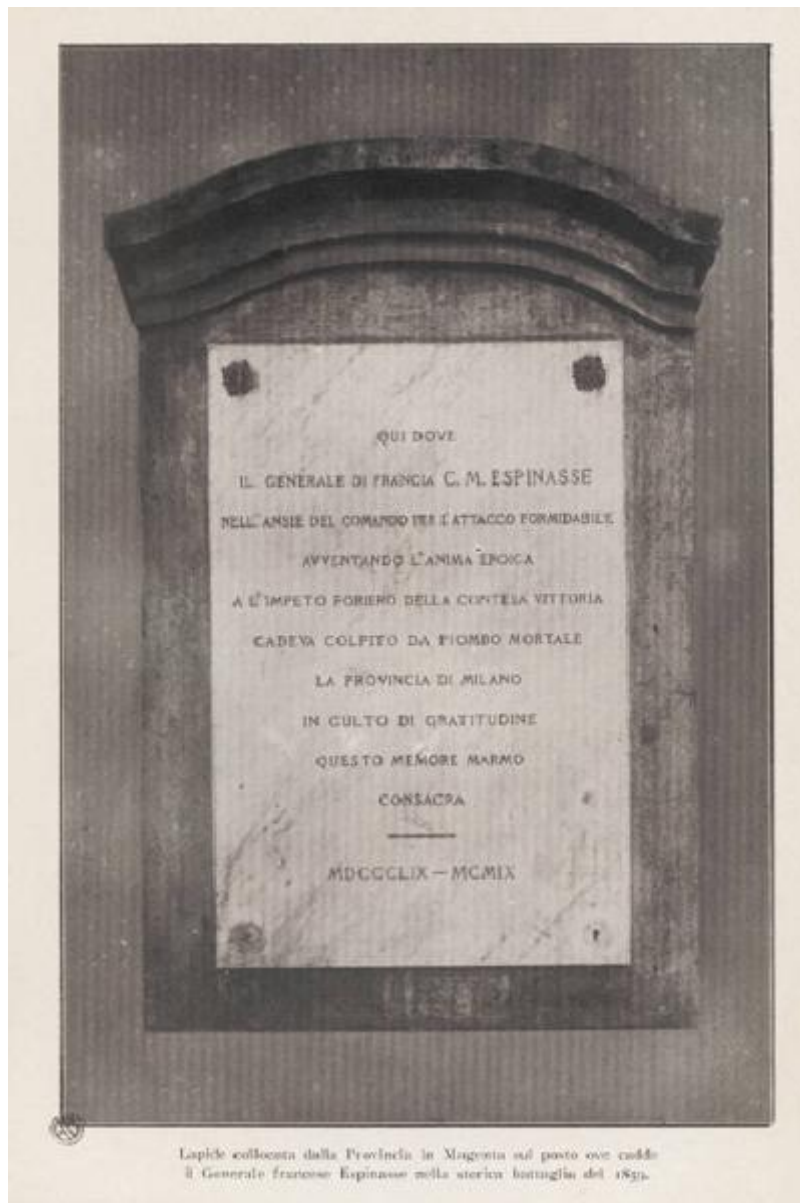 QUI DOVE
IL GENERALE DI FRANCIA C. M. ESPINASSE
NELL'ANSIE DEL COMANDO PER L'ATTACCO FORMIDABILE
AVVENTANDO L'ANIMA EROICA
A L'IMPETO FORIERO DELLA CONTESA VITTORIA
CADEVA COLPITO DA PIOMBO MORTALE
LA PROVINCIA DI MILANO
IN CULTO DI GRATITUDINE
QUESTO MEMORE MARMO
CONSACRA
MDCCCLIX — MCMIX
Lapide collocata dalla Provincia in Magenta sul posto ove cadde
il Generale francese Espinasse nella storica battaglia del 1859.